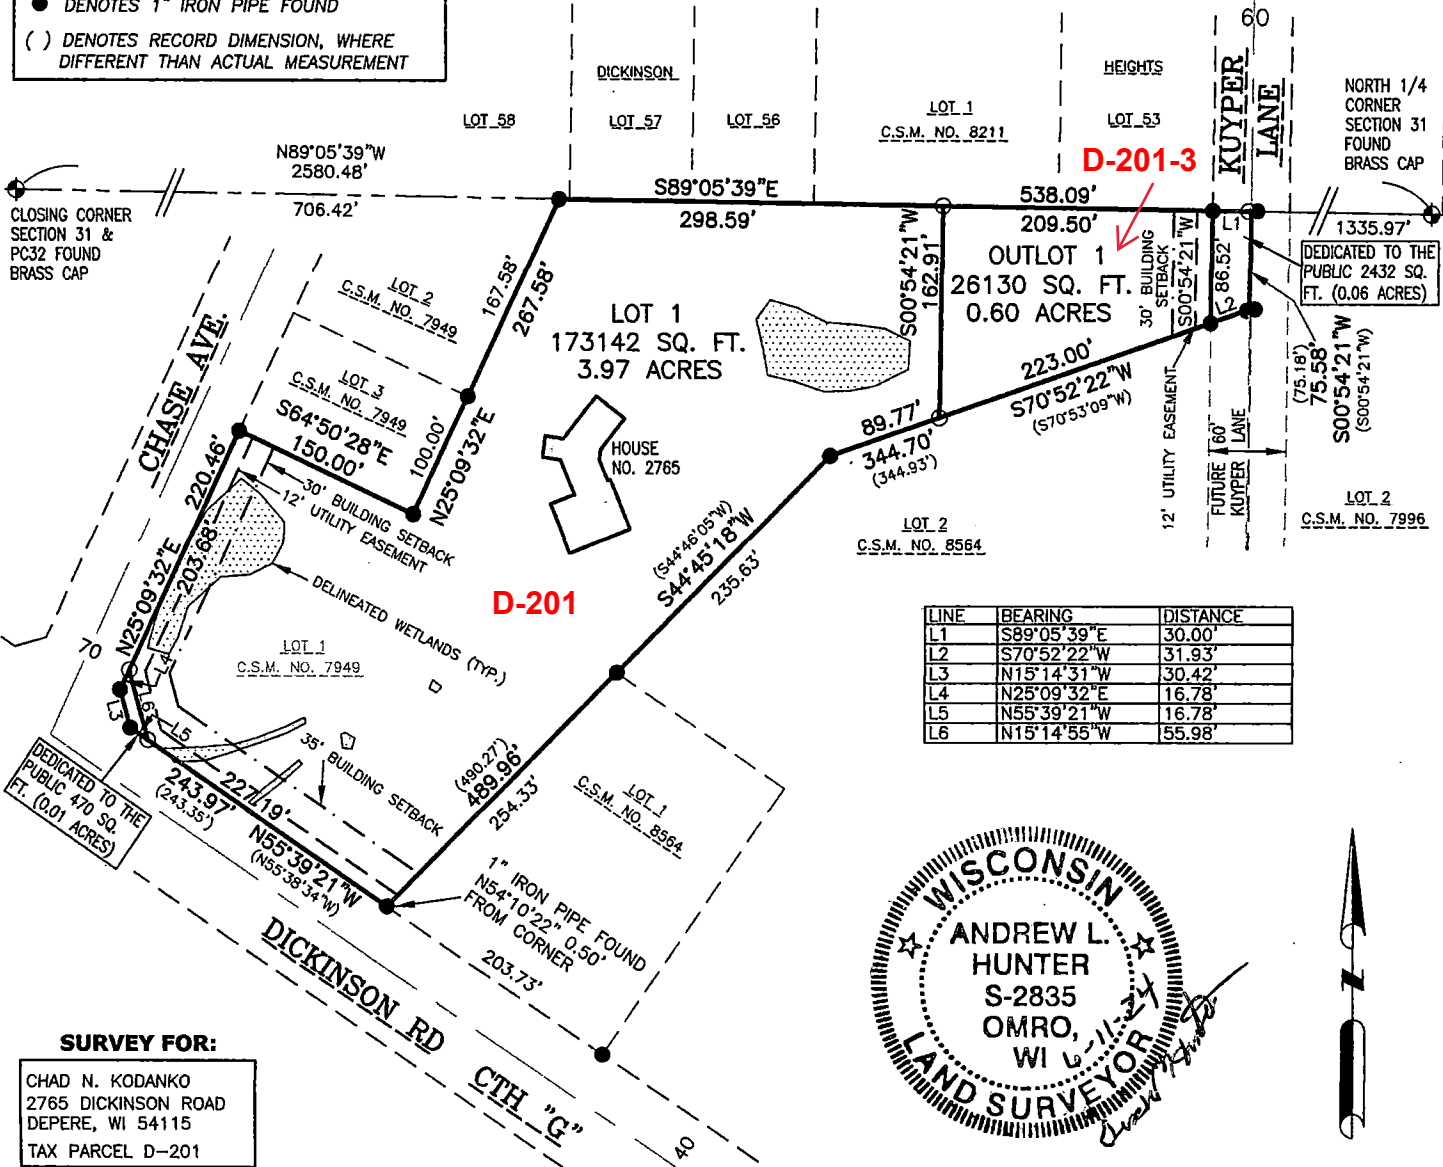 ● DENOTES 1" IRON PIPE FOUND
( ) DENOTES RECORD DIMENSION, WHERE
DIFFERENT THAN ACTUAL MEASUREMENT
60
KUYPER
LANE
NORTH 1/4
CORNER
SECTION 31
FOUND
BRASS CAP
DICKINSON
HEIGHTS
LOT 58
LOT 57
LOT 56
LOT 1
C.S.M. NO. 8211
LOT 53
D-201-3
N89°05'39"W
2580.48'
706.42'
S89°05'39"E
298.59'
538.09'
209.50'
L1
1335.97'
CLOSING CORNER
SECTION 31 &
PC32 FOUND
BRASS CAP
DEDICATED TO THE
PUBLIC 2432 SQ.
FT. (0.06 ACRES)
OUTLOT 1
26130 SQ. FT.
0.60 ACRES
S00°54'21"W
162.91'
30' BUILDING
SETBACK
S00°54'21"W
86.52'
L2
LOT 2
C.S.M. NO. 7949
167.58'
267.58'
LOT 1
173142 SQ. FT.
3.97 ACRES
CHASE AVE.
LOT 3
C.S.M. NO. 7949
S64°50'28"E
150.00'
100.00'
N25°09'32"E
223.00'
S70°52'22"W
(S70°53'09"W)
(75.18')
75.58'
S00°54'21"W
(S00°54'21"W)
89.77'
344.70'
(344.93')
12' UTILITY EASEMENT
FUTURE 60'
KUYPER LANE
HOUSE
NO. 2765
220.46'
203.68'
N25°09'32"E
30' BUILDING SETBACK
12' UTILITY EASEMENT
LOT 2
C.S.M. NO. 7996
LOT 2
C.S.M. NO. 8564
(S44°46'05"W)
S44°45'18"W
235.63'
DELINEATED WETLANDS (TYP.)
D-201
LOT 1
C.S.M. NO. 7949
70
L4
L3
L6
L5
LINE BEARING DISTANCE
L1 S89°05'39"E 30.00'
L2 S70°52'22"W 31.93'
L3 N15°14'31"W 30.42'
L4 N25°09'32"E 16.78'
L5 N55°39'21"W 16.78'
L6 N15°14'55"W 55.98'
DEDICATED TO THE
PUBLIC 470 SQ.
FT. (0.01 ACRES)
35' BUILDING SETBACK
227.19'
243.97'
(243.35')
N55°39'21"W
(N55°38'34"W)
(490.27')
489.96'
254.33'
LOT 1
C.S.M. NO. 8564
1" IRON PIPE FOUND
N54°10'22" 0.50'
FROM CORNER
203.73'
DICKINSON RD
CTH "G"
40
WISCONSIN
ANDREW L.
HUNTER
S-2835
OMRO,
WI
LAND SURVEYOR
6-11-24
N
SURVEY FOR:
CHAD N. KODANKO
2765 DICKINSON ROAD
DEPERE, WI 54115
TAX PARCEL D-201